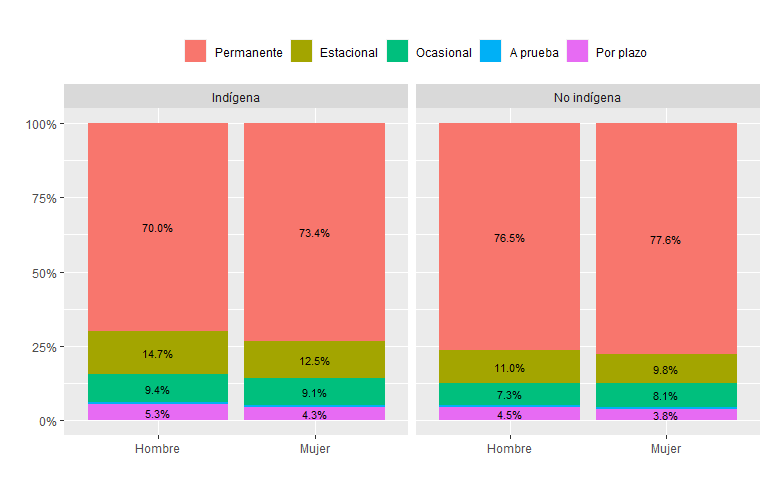 Permanente Estacional Ocasional A prueba Por plazo
Indígena No indígena
100%
75%
50%
25%
0%
70.0% 73.4% 76.5% 77.6%
14.7% 12.5% 11.0% 9.8%
9.4% 9.1% 7.3% 8.1%
5.3% 4.3% 4.5% 3.8%
Hombre Mujer Hombre Mujer